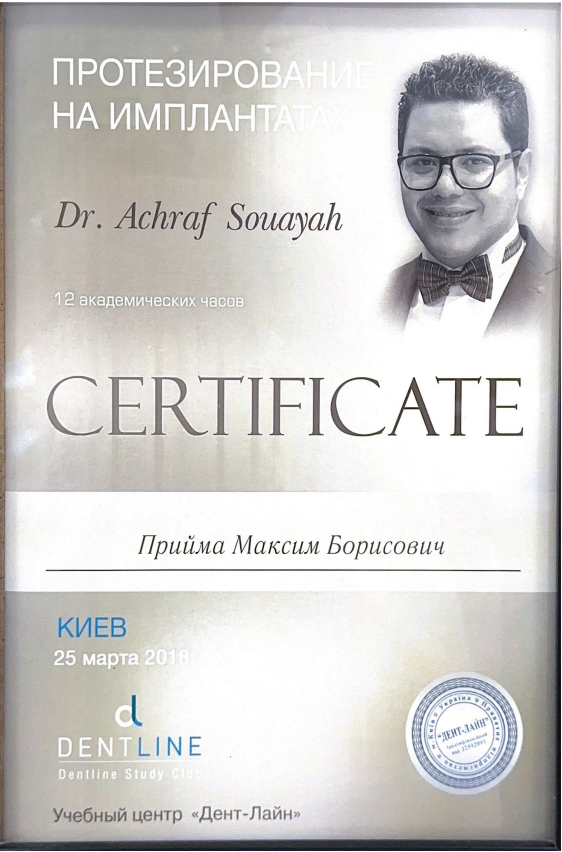 ПРОТЕЗИРОВАНИЕ
НА ИМПЛАНТАТАХ
Dr. Achraf Souayah
12 академических часов
CERTIFICATE
Прийма Максим Борисович
КИЕВ
25 марта 2018
dl
DENTLINE
Dentline Study Club
Учебный центр «Дент-Лайн»
"ДЕНТ-ЛАЙН"